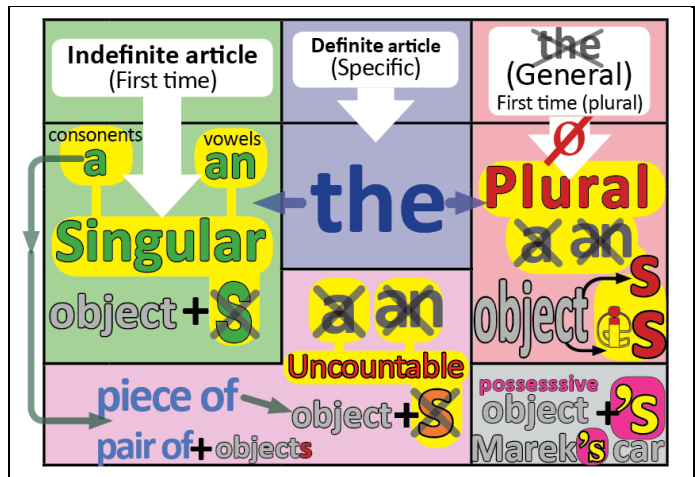 Indefinite article
(First time)
Definite article
(Specific)
the
(General)
First time (plural)
consonents
a
vowels
an
Singular
object + S
the
Ø
Plural
a an
object s
ies
a an
Uncountable
object + S
piece of
pair of + objects
possesssive
object + 's
Marek's car